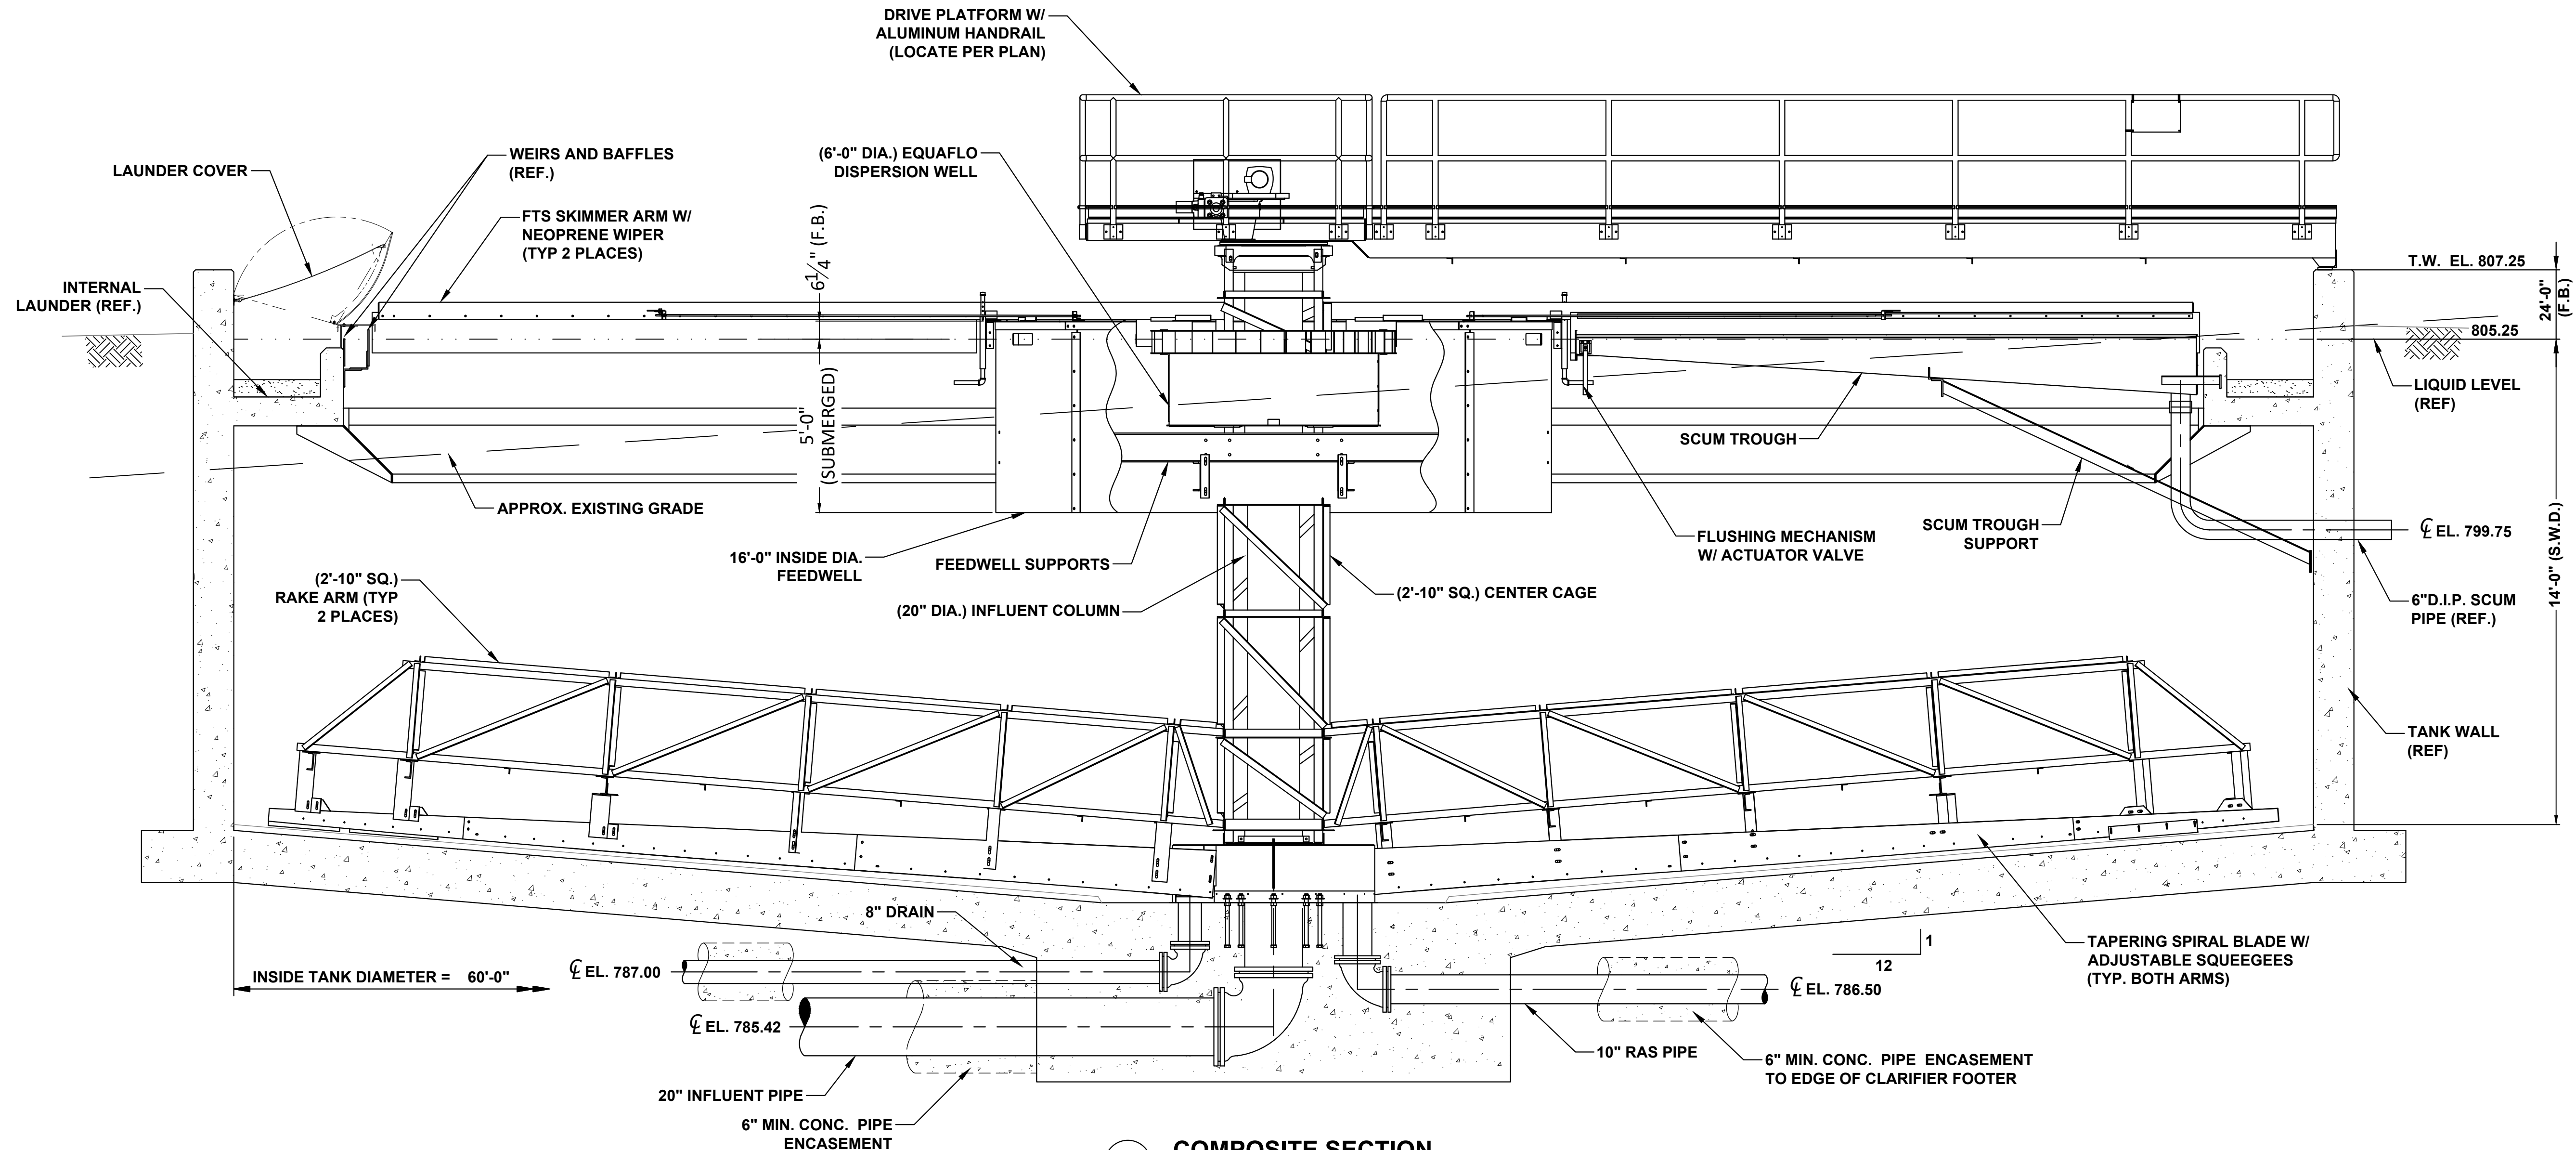 DRIVE PLATFORM W/
ALUMINUM HANDRAIL
(LOCATE PER PLAN)
LAUNDER COVER
WEIRS AND BAFFLES
(REF.)
(6'-0" DIA.) EQUAFLO
DISPERSION WELL
FTS SKIMMER ARM W/
NEOPRENE WIPER
(TYP 2 PLACES)
6 1/4" (F.B.)
INTERNAL
LAUNDER (REF.)
T.W. EL. 807.25
24'-0"
(F.B.)
805.25
LIQUID LEVEL
(REF)
5'-0"
(SUBMERGED)
SCUM TROUGH
APPROX. EXISTING GRADE
16'-0" INSIDE DIA.
FEEDWELL
FEEDWELL SUPPORTS
FLUSHING MECHANISM
W/ ACTUATOR VALVE
SCUM TROUGH
SUPPORT
℄ EL. 799.75
14'-0" (S.W.D.)
(2'-10" SQ.)
RAKE ARM (TYP
2 PLACES)
(20" DIA.) INFLUENT COLUMN
(2'-10" SQ.) CENTER CAGE
6"D.I.P. SCUM
PIPE (REF.)
TANK WALL
(REF)
8" DRAIN
INSIDE TANK DIAMETER = 60'-0"
℄ EL. 787.00
1
12
TAPERING SPIRAL BLADE W/
ADJUSTABLE SQUEEGEES
(TYP. BOTH ARMS)
℄ EL. 786.50
℄ EL. 785.42
10" RAS PIPE
6" MIN. CONC. PIPE ENCASEMENT
TO EDGE OF CLARIFIER FOOTER
20" INFLUENT PIPE
6" MIN. CONC. PIPE
ENCASEMENT
COMPOSITE SECTION